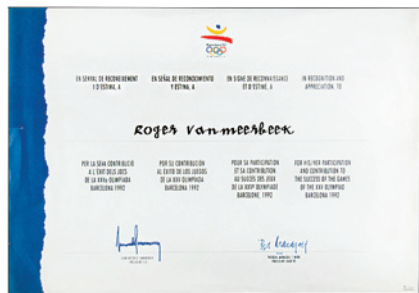 EN SENYAL DE RECONEIXEMENT
I D'ESTIMA, A
EN SEÑAL DE RECONOCIMIENTO
Y ESTIMA, A
EN SIGNE DE RECONNAISSANCE
ET D'ESTIME, A
IN RECOGNITION AND
APPRECIATION, TO
Roger Vanmeerbeek
PER LA SEVA CONTRIBUCIÓ
A L'ÈXIT DELS JOCS
DE LA XXVa OLIMPÍADA
BARCELONA 1992
POR SU CONTRIBUCIÓN
AL ÉXITO DE LOS JUEGOS
DE LA XXV OLIMPÍADA
BARCELONA 1992
POUR SA PARTICIPATION
ET SA CONTRIBUTION
AU SUCCÈS DES JEUX
DE LA XXVe OLYMPIADE
BARCELONE, 1992
FOR HIS/HER PARTICIPATION
AND CONTRIBUTION TO
THE SUCCESS OF THE GAMES
OF THE XXV OLYMPIAD
BARCELONA 1992